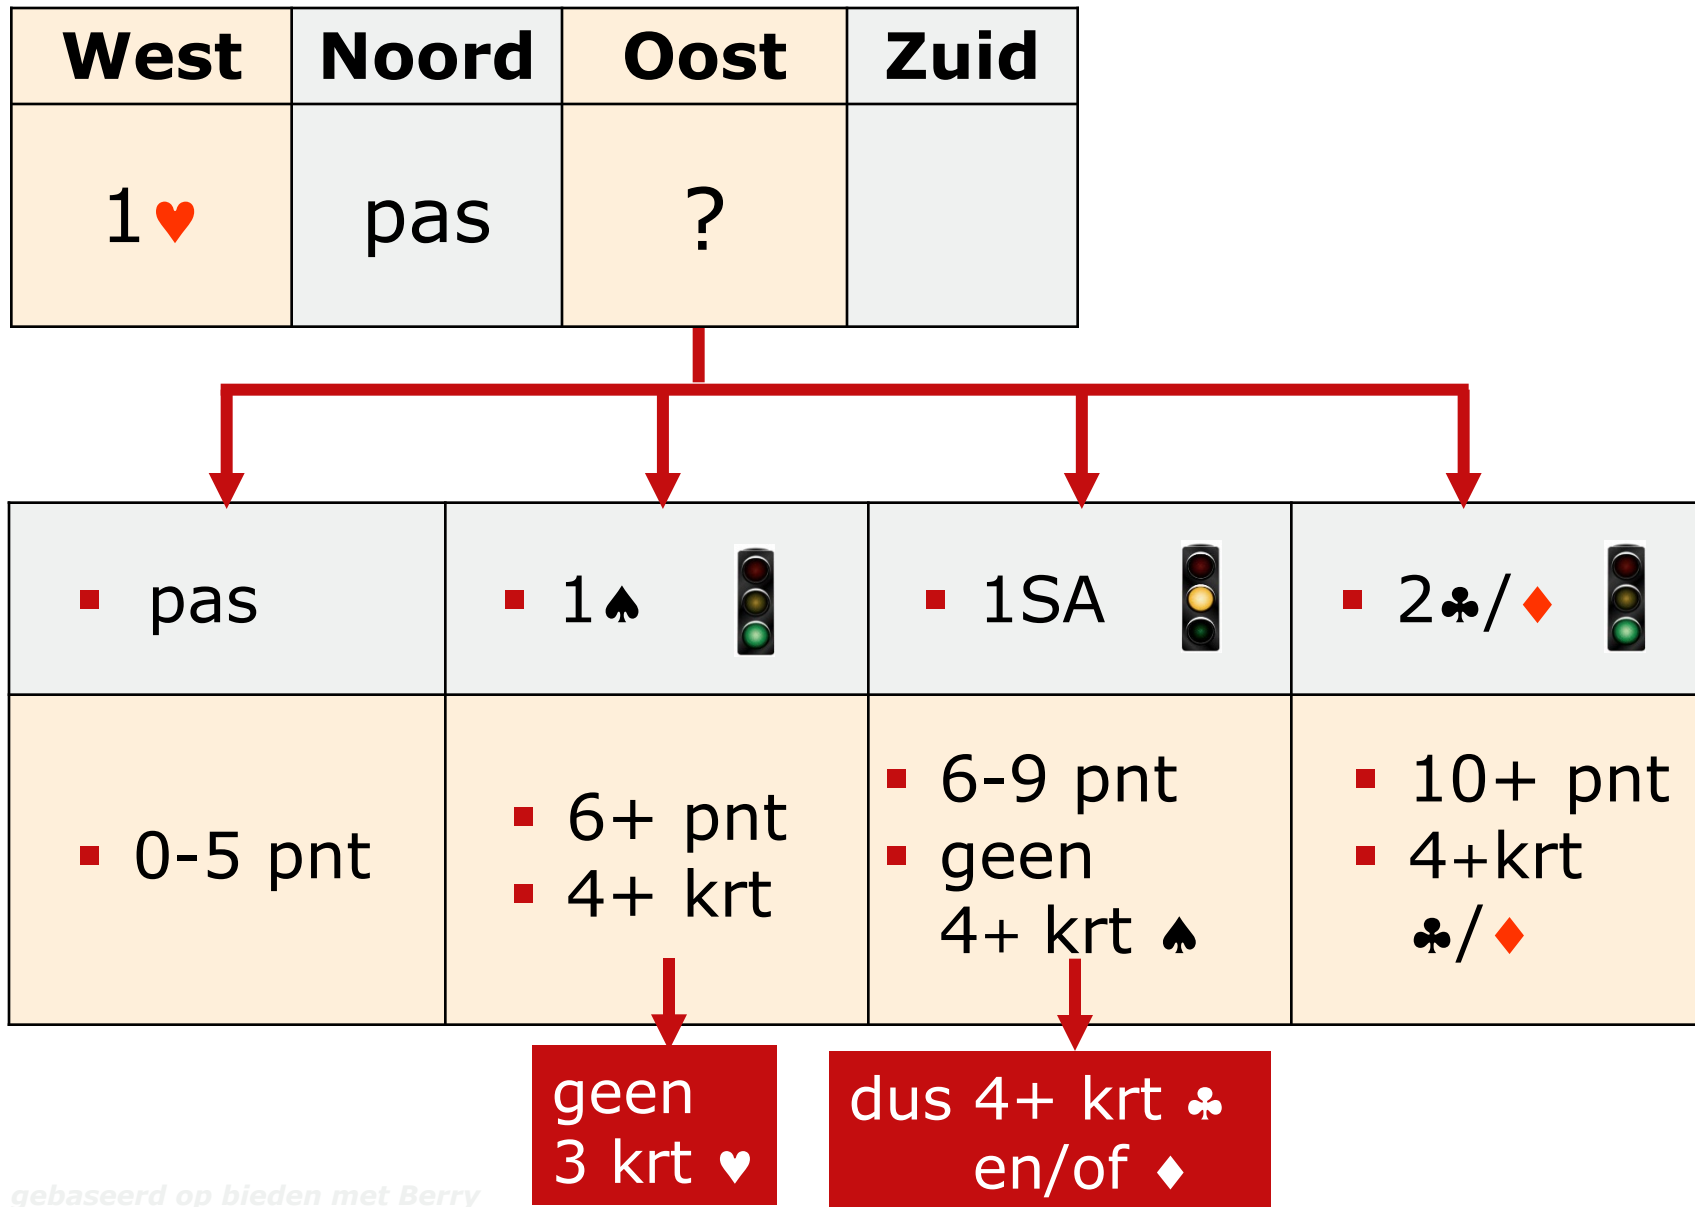 West Noord Oost Zuid
1♥ pas ?
pas
1♠
1SA
2♣/♦
0-5 pnt
6+ pnt
4+ krt
6-9 pnt
geen
4+ krt ♠
10+ pnt
4+krt
♣/♦
geen
3 krt ♥
dus 4+ krt ♣
en/of ♦
gebaseerd op bieden met Berry